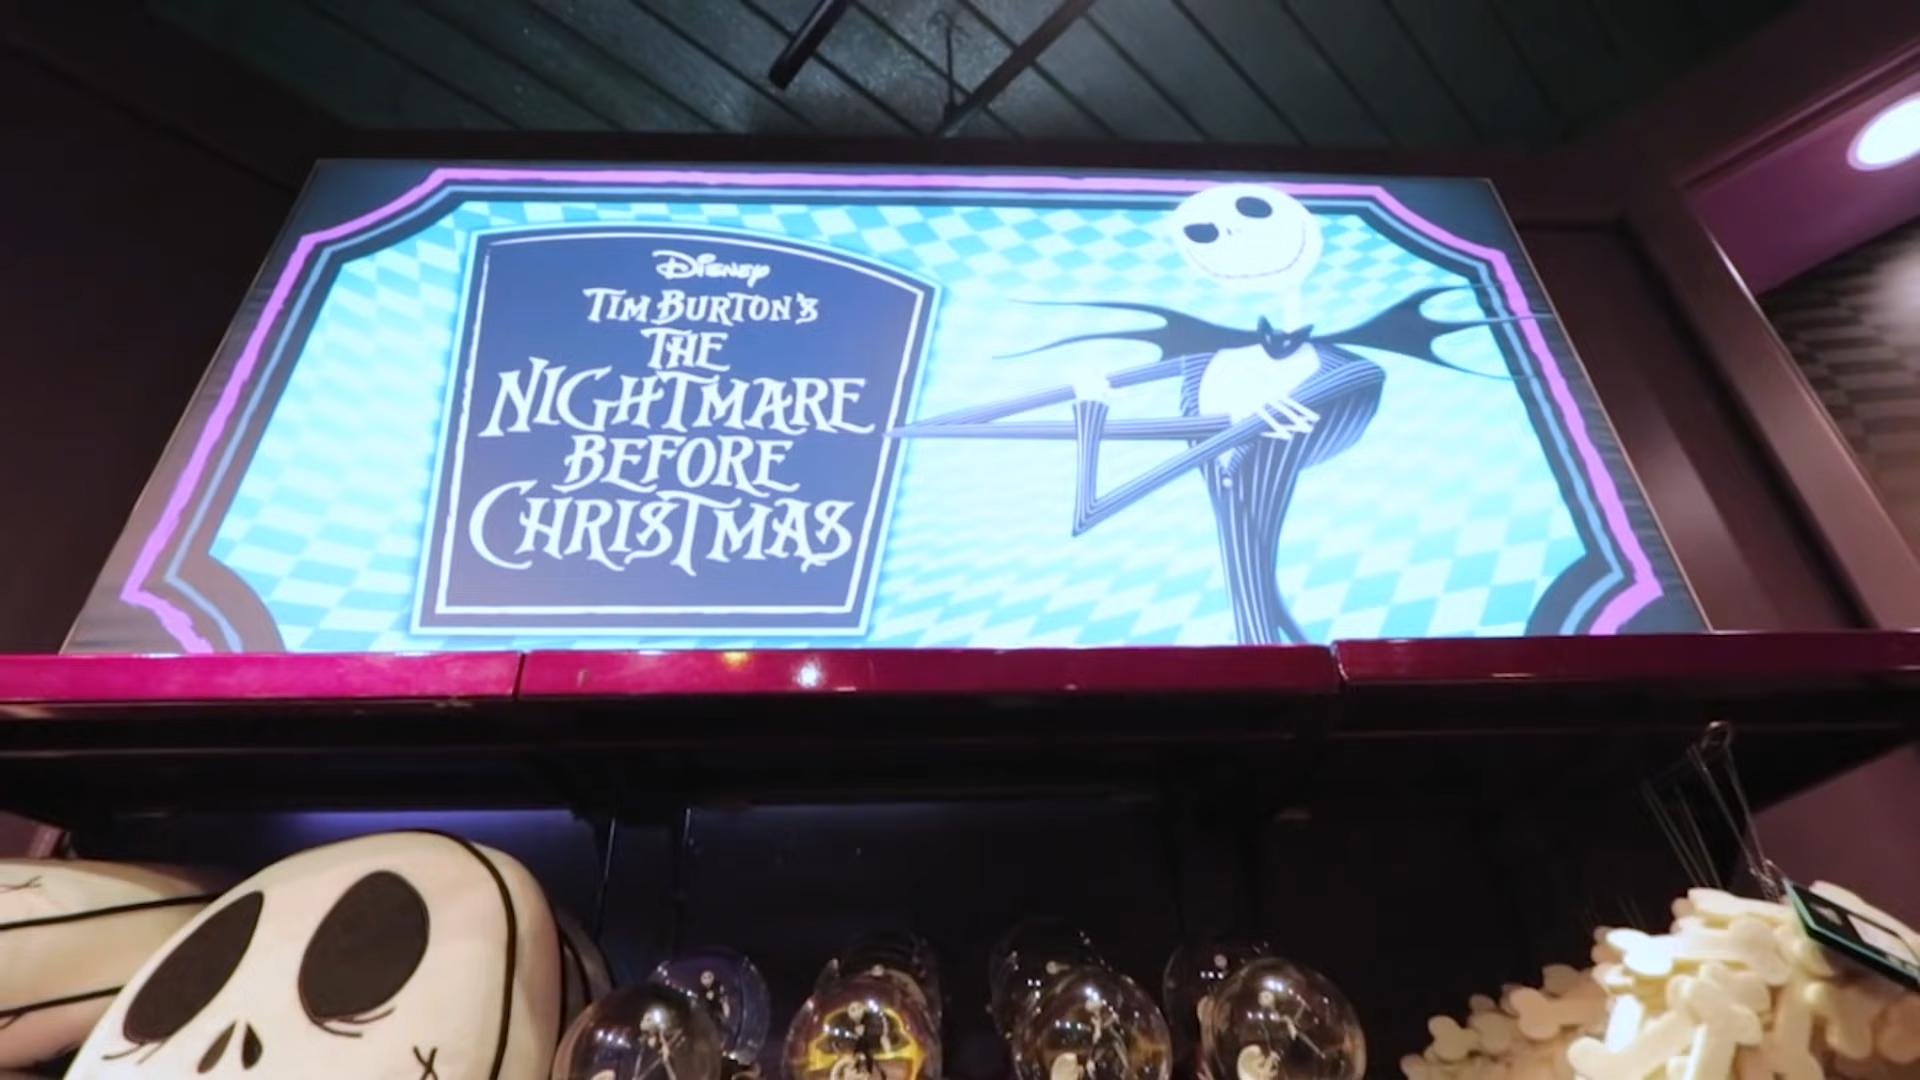 Disney
Tim Burton's
The
Nightmare
Before
Christmas